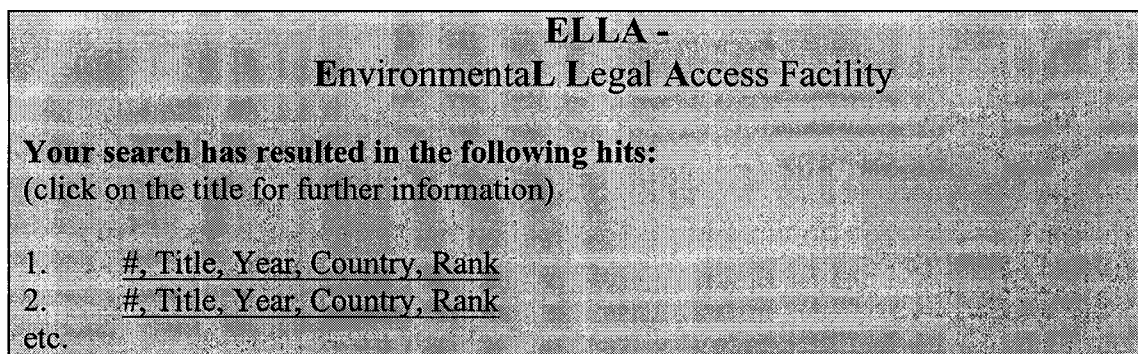 ELLA -
EnvironmentaL Legal Access Facility
Your search has resulted in the following hits:
(click on the title for further information)
1. #, Title, Year, Country, Rank
2. #, Title, Year, Country, Rank
etc.